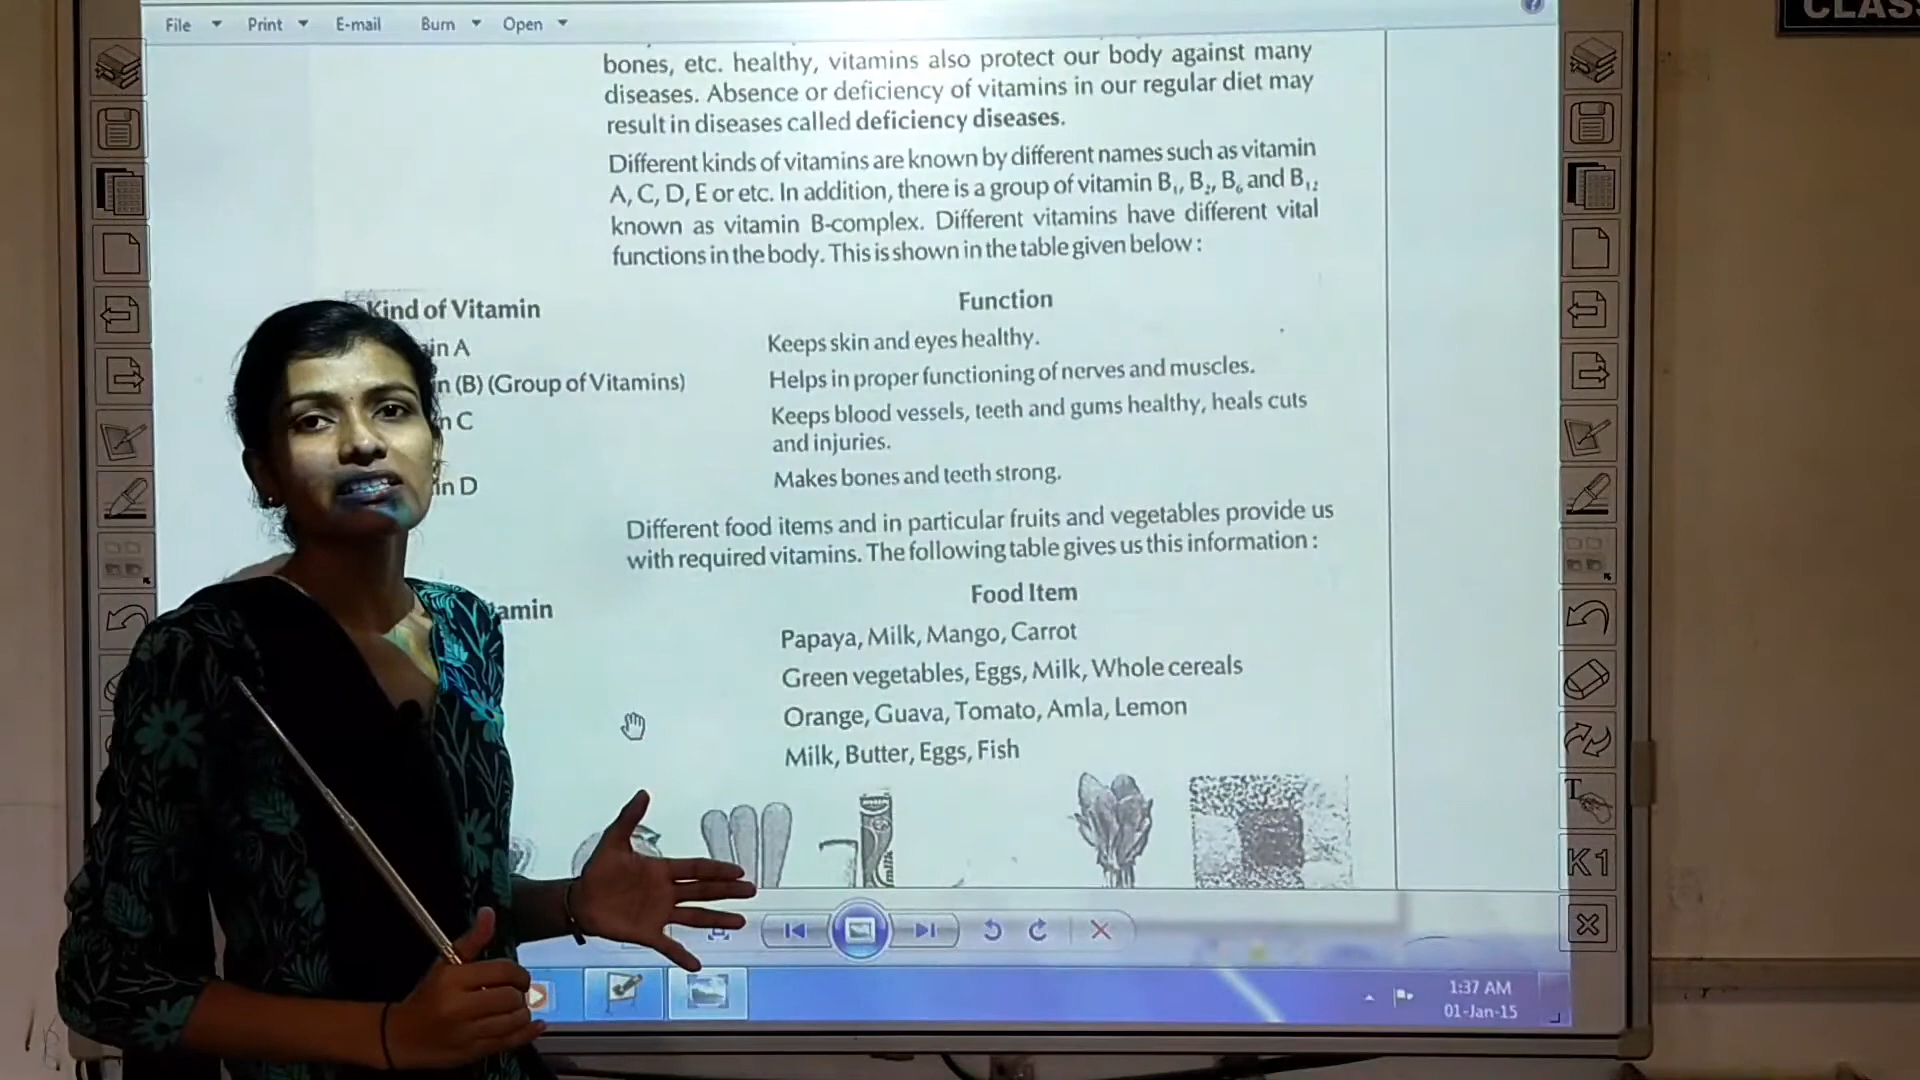 CLAS
File Print E-mail Burn Open
bones, etc. healthy, vitamins also protect our body against many
diseases. Absence or deficiency of vitamins in our regular diet may
result in diseases called deficiency diseases.
Different kinds of vitamins are known by different names such as vitamin
A, C, D, E or etc. In addition, there is a group of vitamin B₁, B₂, B₆ and B₁₂
known as vitamin B-complex. Different vitamins have different vital
functions in the body. This is shown in the table given below :
Kind of Vitamin Function
in A Keeps skin and eyes healthy.
in (B) (Group of Vitamins) Helps in proper functioning of nerves and muscles.
n C Keeps blood vessels, teeth and gums healthy, heals cuts
and injuries.
in D Makes bones and teeth strong.
Different food items and in particular fruits and vegetables provide us
with required vitamins. The following table gives us this information :
amin Food Item
Papaya, Milk, Mango, Carrot
Green vegetables, Eggs, Milk, Whole cereals
Orange, Guava, Tomato, Amla, Lemon
Milk, Butter, Eggs, Fish
milk
T
K1
1:37 AM
01-Jan-15